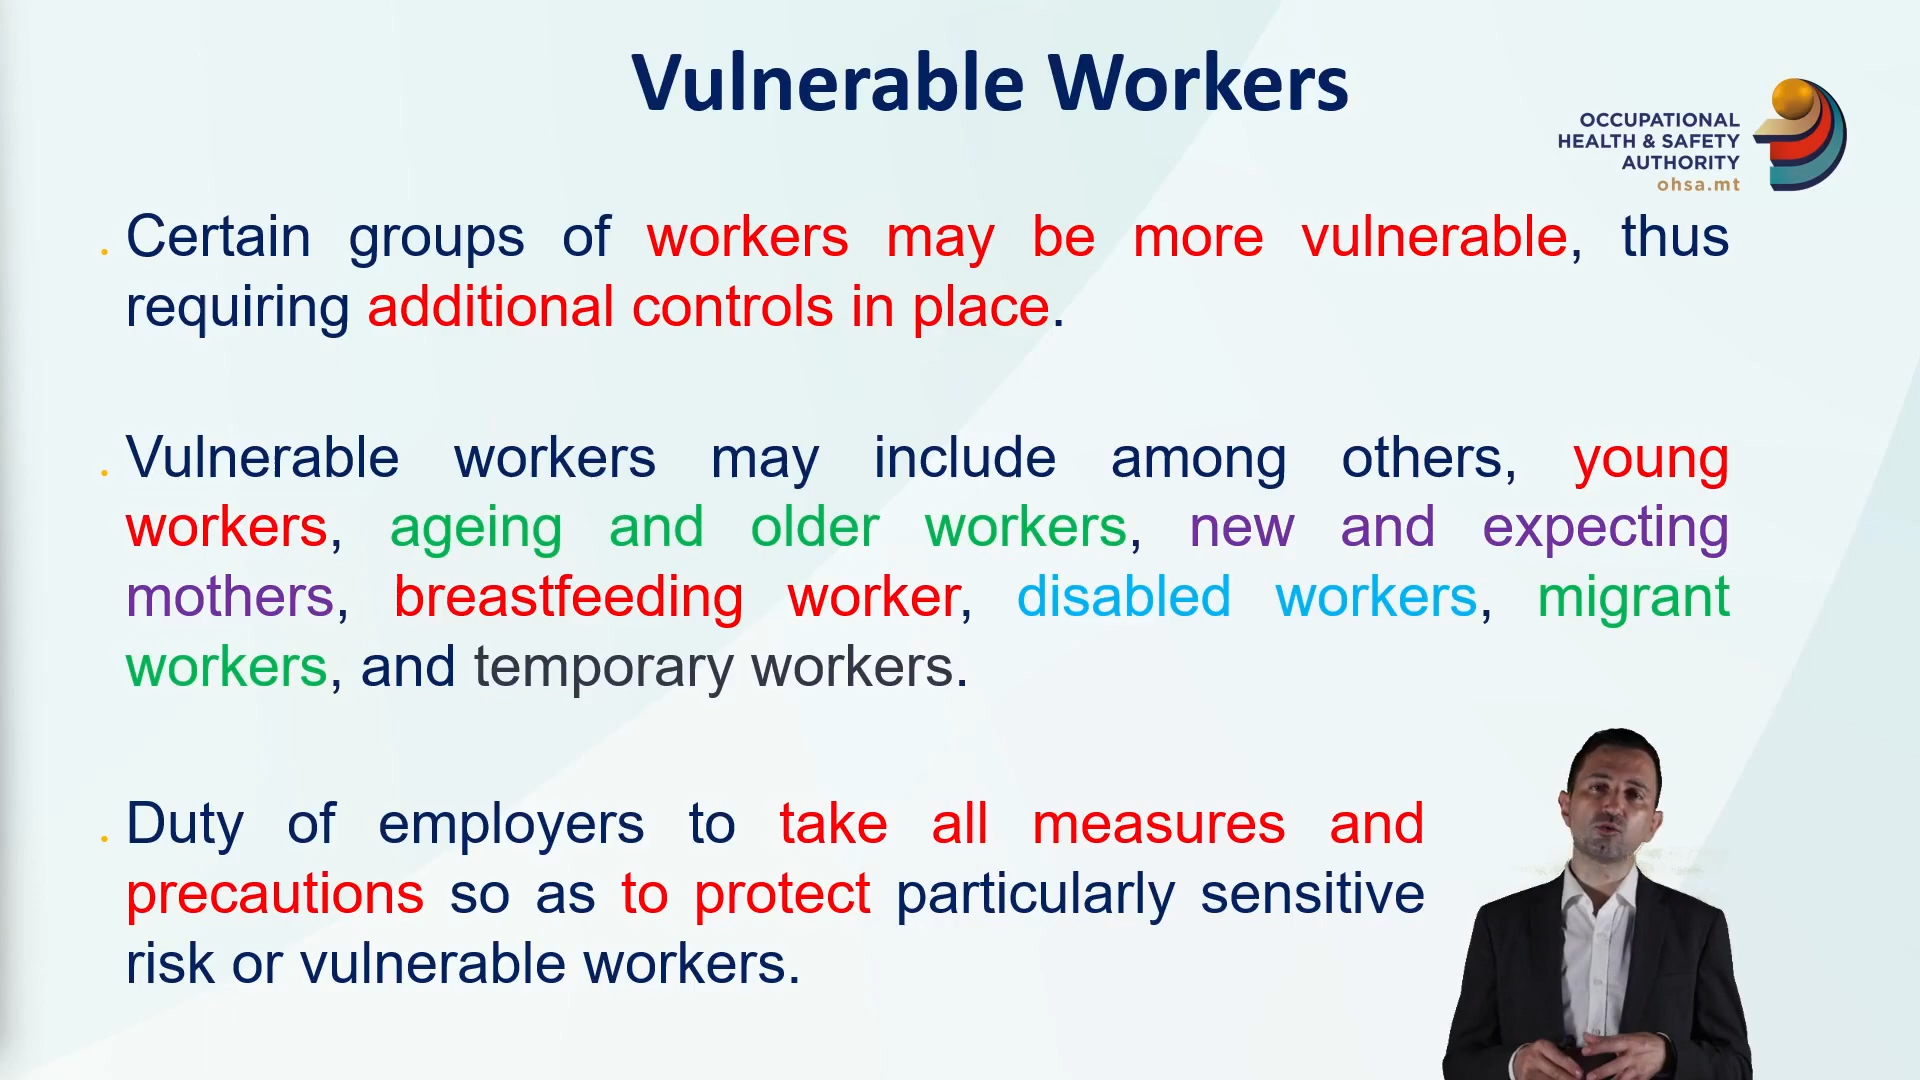 Vulnerable Workers
OCCUPATIONAL
HEALTH & SAFETY
AUTHORITY
ohsa.mt
Certain groups of workers may be more vulnerable, thus
requiring additional controls in place.
Vulnerable workers may include among others, young
workers, ageing and older workers, new and expecting
mothers, breastfeeding worker, disabled workers, migrant
workers, and temporary workers.
Duty of employers to take all measures and
precautions so as to protect particularly sensitive
risk or vulnerable workers.